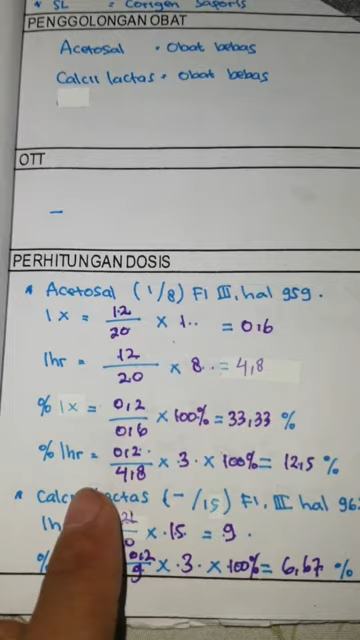 * SL : Corigen Saporis
PENGGOLONGAN OBAT
Acetosal . Obat bebas
Calcii lactas . Obat bebas
OTT
–
PERHITUNGAN DOSIS
* Acetosal (1/8) FI III, hal 959.
1x = 12/20 x 1.. = 0,6
1hr = 12/20 x 8.. = 4,8
% 1x = 0,2/0,6 x 100% = 33,33 %
% 1hr = 0,2./4,8 x 3. x 100% = 12,5 %
* Calcii lactas (-/15) FI. III hal 96
1h x .15. = 9.
% 0,2/9 x .3. x 100% = 6,67 %